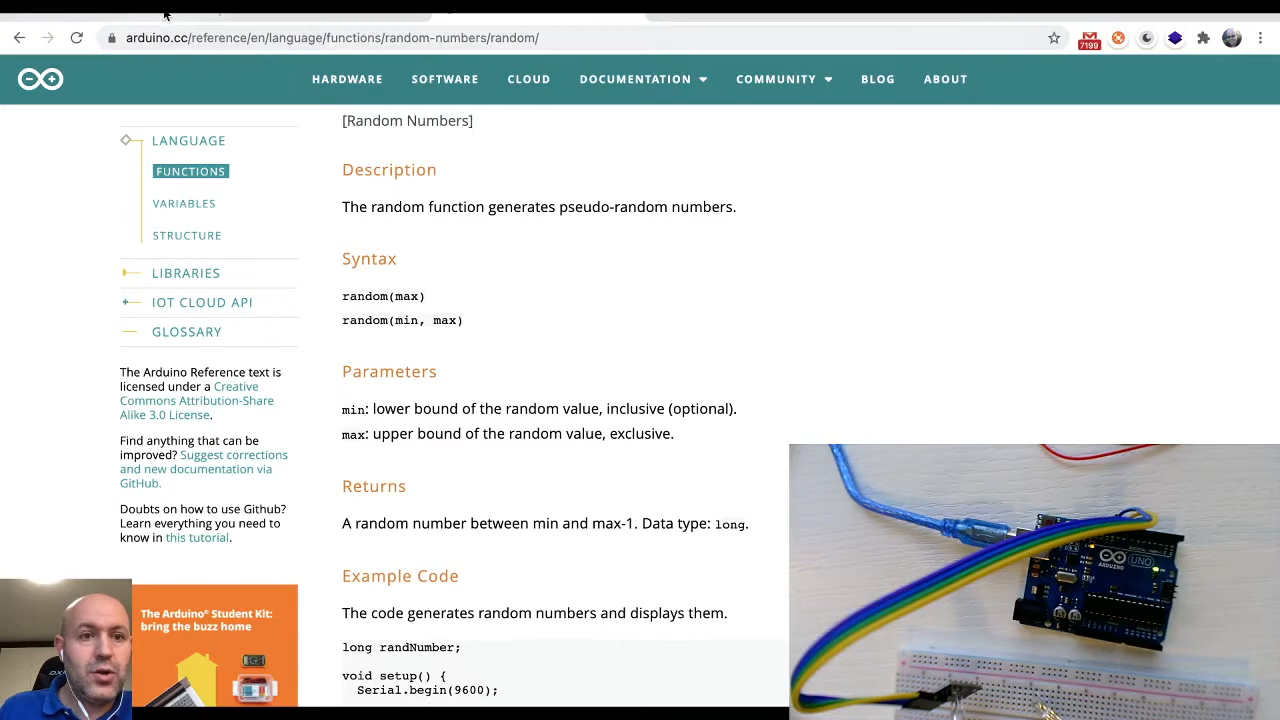 arduino.cc/reference/en/language/functions/random-numbers/random/
7199
HARDWARE SOFTWARE CLOUD DOCUMENTATION COMMUNITY BLOG ABOUT
LANGUAGE
FUNCTIONS
VARIABLES
STRUCTURE
LIBRARIES
IOT CLOUD API
GLOSSARY
The Arduino Reference text is
licensed under a Creative
Commons Attribution-Share
Alike 3.0 License.
Find anything that can be
improved? Suggest corrections
and new documentation via
GitHub.
Doubts on how to use Github?
Learn everything you need to
know in this tutorial.
The Arduino® Student Kit:
bring the buzz home
[Random Numbers]
Description
The random function generates pseudo-random numbers.
Syntax
random(max)
random(min, max)
Parameters
min: lower bound of the random value, inclusive (optional).
max: upper bound of the random value, exclusive.
Returns
A random number between min and max-1. Data type: long.
Example Code
The code generates random numbers and displays them.
long randNumber;
void setup() {
Serial.begin(9600);
ARDUINO
UNO